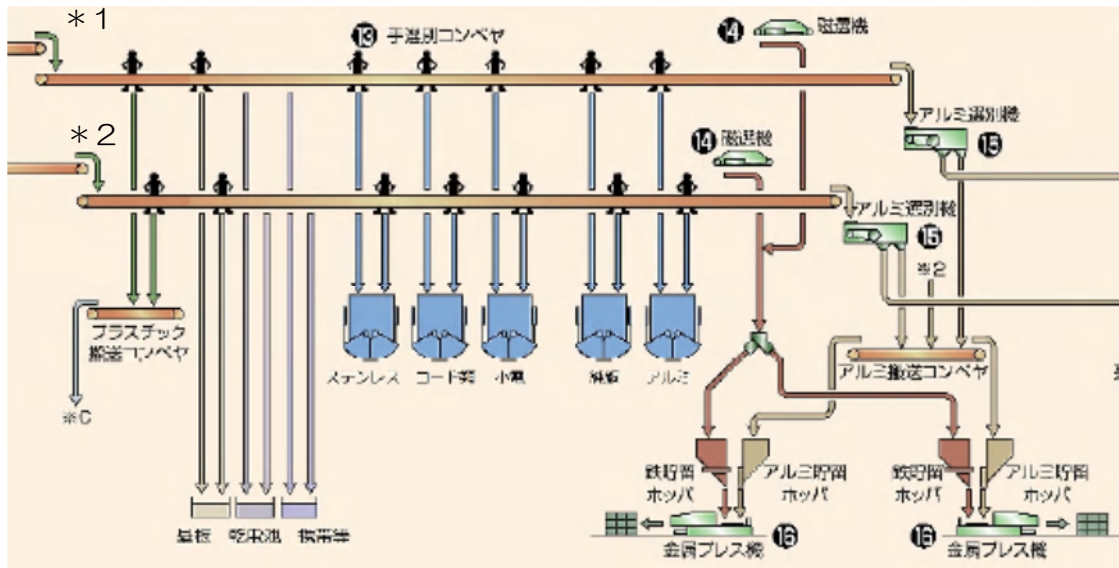 ＊1
⑬ 手選別コンベヤ
⑭ 磁選機
＊2
アルミ選別機
⑮
⑭ 磁選機
アルミ選別機
⑮
※2
プラスチック
搬送コンベヤ
※C
ステンレス
コード類
小電
アルミ
アルミ搬送コンベヤ
鉄貯留
ホッパ
アルミ貯留
ホッパ
鉄貯留
ホッパ
アルミ貯留
ホッパ
基板
乾電池
携帯等
金属プレス機
⑯
⑯
金属プレス機